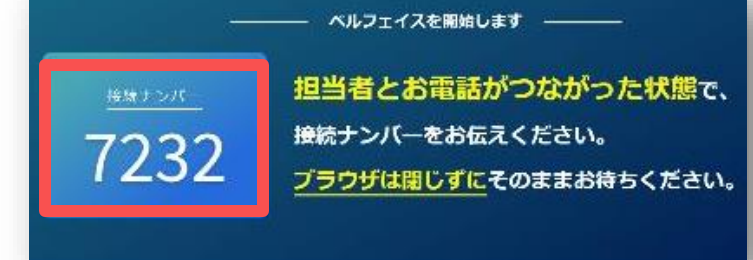 ベルフェイスを開始します
接続ナンバー
7232
担当者とお電話がつながった状態で、
接続ナンバーをお伝えください。
ブラウザは閉じずにそのままお待ちください。